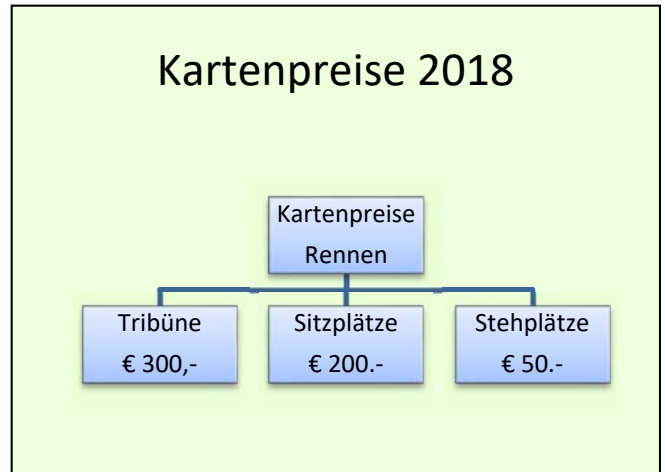 Kartenpreise 2018
Kartenpreise
Rennen
Tribüne
€ 300,-
Sitzplätze
€ 200.-
Stehplätze
€ 50.-